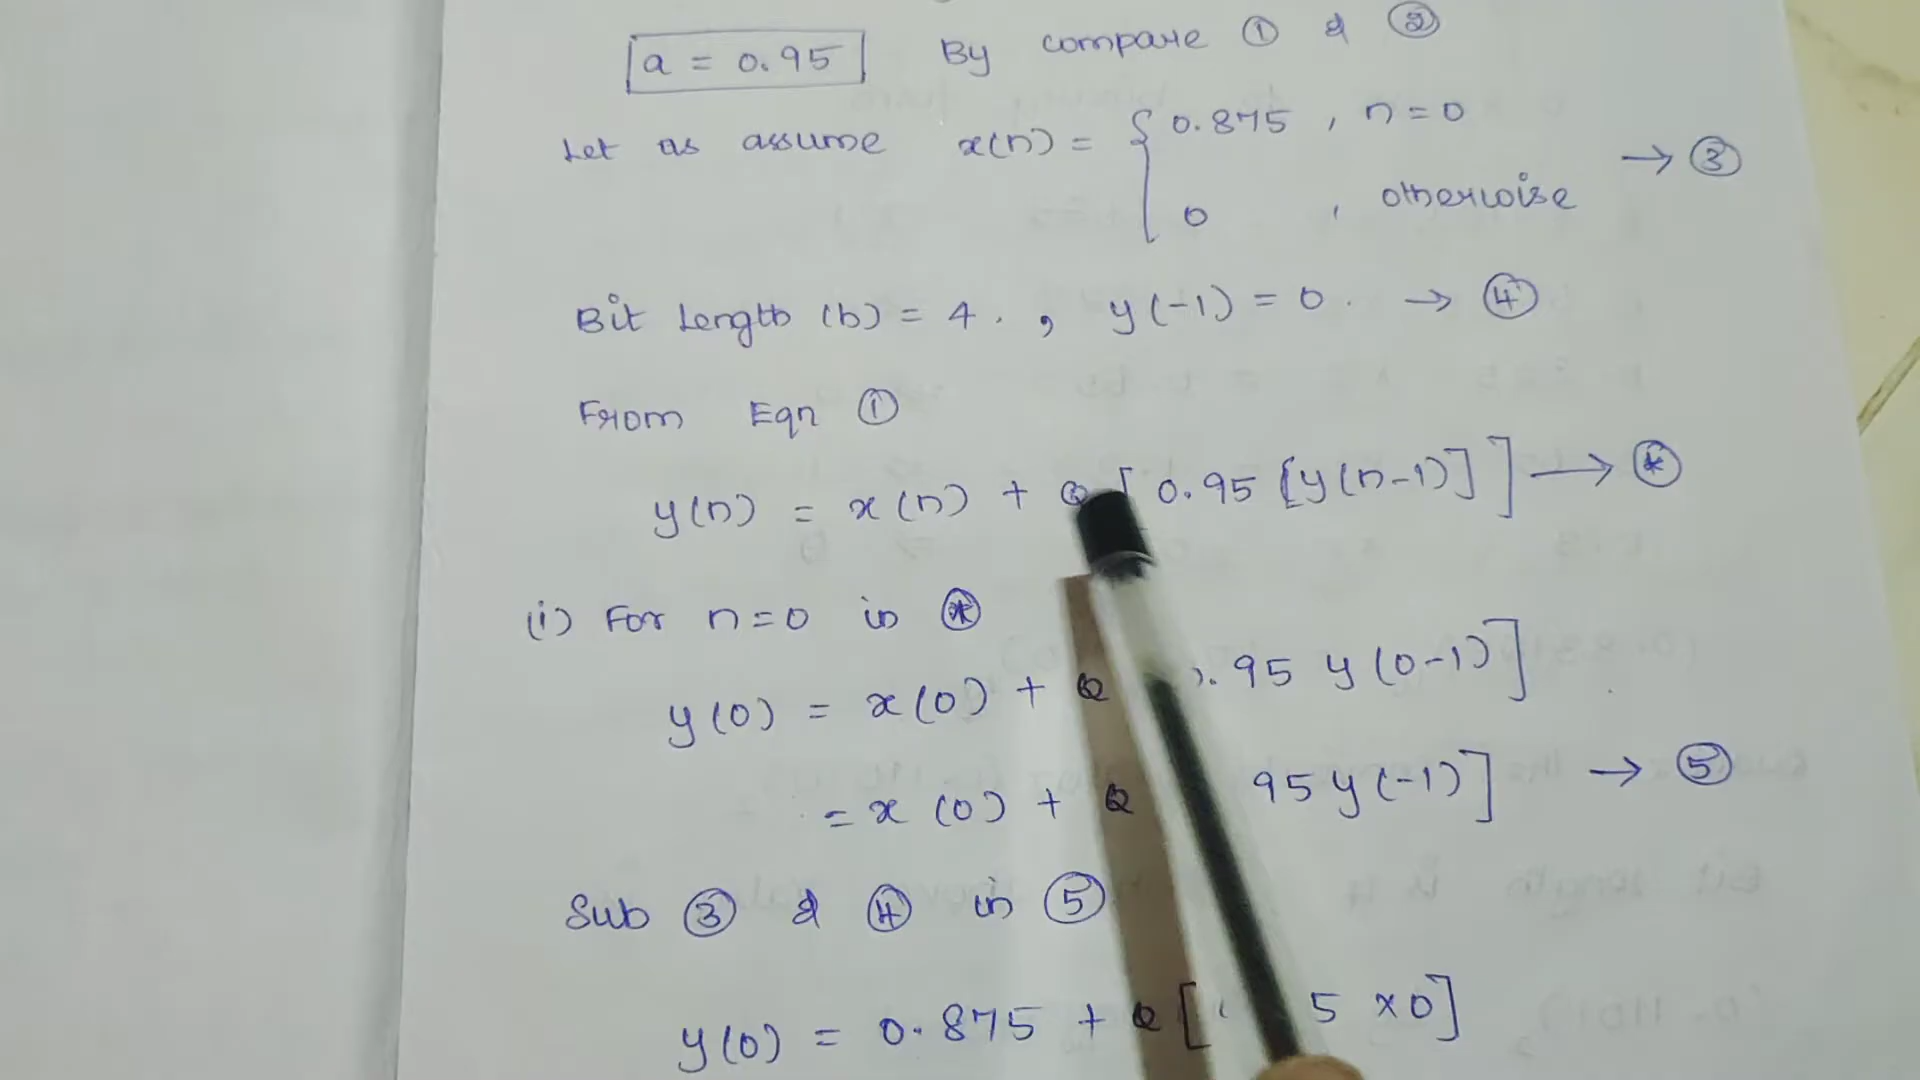 a = 0.95 By compare ① & ②
Let as assume x(n) = { 0.875 , n = 0
0 , otherwise → ③
Bit Length (b) = 4 . , y(-1) = 0 . → ④
From Eqn ①
y(n) = x(n) + Q [ 0.95 [y(n-1)] ] → ⊛
(i) For n=0 in ⊛
y(0) = x(0) + Q .95 y(0-1)]
= x(0) + Q 95 y(-1)] → ⑤
Sub ③ & ④ in ⑤
y(0) = 0.875 + Q [ 5 × 0]